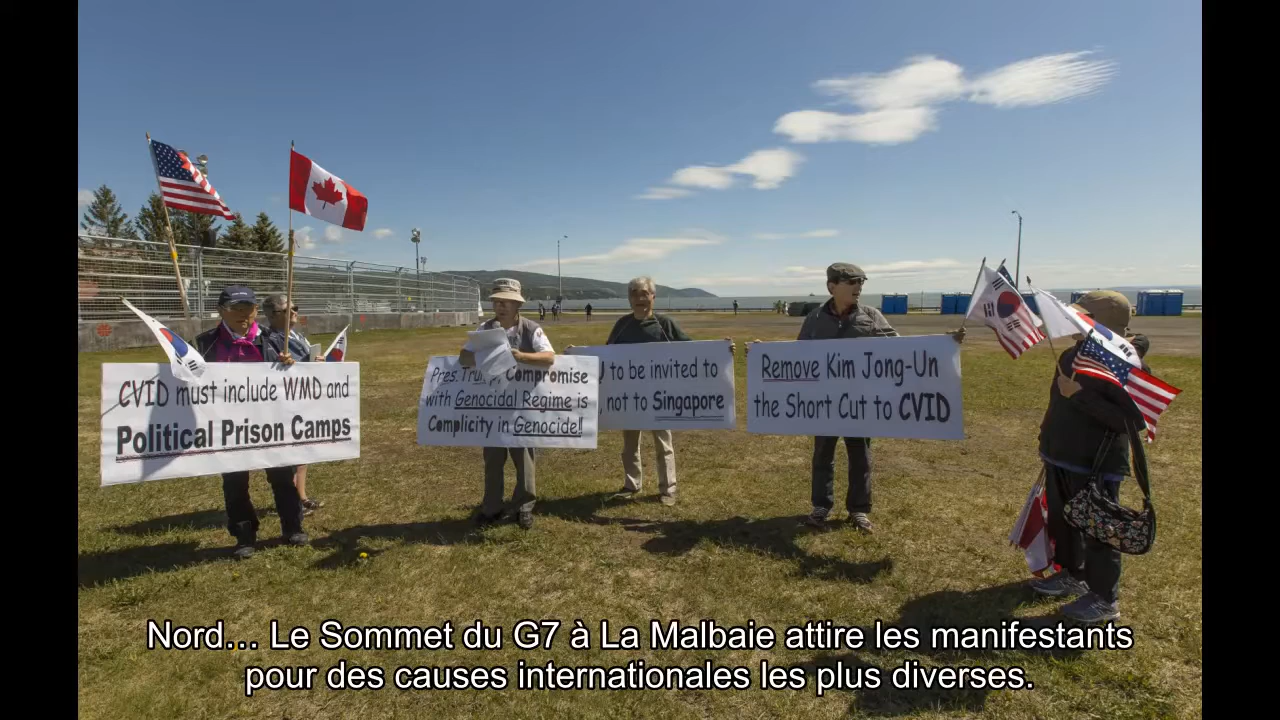 CVID must include WMD and
Political Prison Camps
Pres. Compromise
with Genocidal Regime is
Complicity in Genocide!!
to be invited to
, not to Singapore
Remove Kim Jong-Un
the Short Cut to CVID
Nord... Le Sommet du G7 à La Malbaie attire les manifestants
pour des causes internationales les plus diverses.